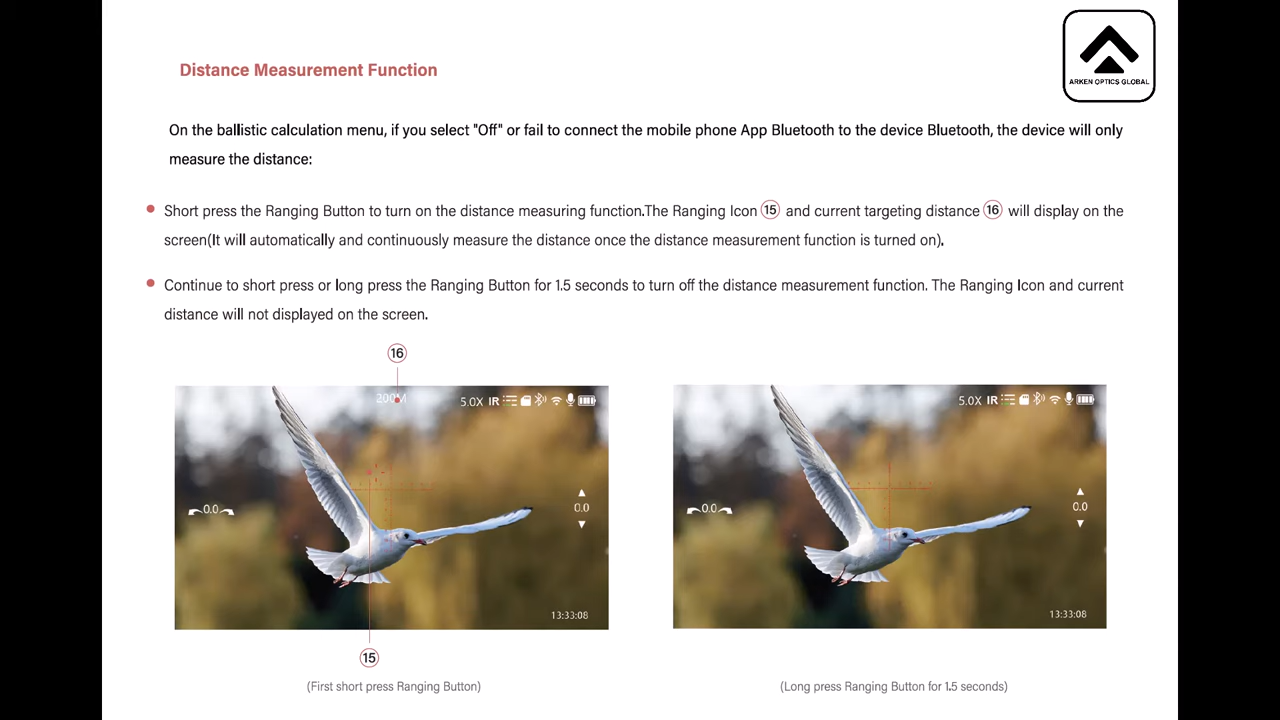 ARKEN OPTICS GLOBAL
Distance Measurement Function
On the ballistic calculation menu, if you select "Off" or fail to connect the mobile phone App Bluetooth to the device Bluetooth, the device will only
measure the distance:
Short press the Ranging Button to turn on the distance measuring function.The Ranging Icon 15 and current targeting distance 16 will display on the
screen(It will automatically and continuously measure the distance once the distance measurement function is turned on).
Continue to short press or long press the Ranging Button for 1.5 seconds to turn off the distance measurement function. The Ranging Icon and current
distance will not displayed on the screen.
16
200M
5.0X IR
0.0
0.0
13:33:08
15
(First short press Ranging Button)
5.0X IR
0.0
0.0
13:33:08
(Long press Ranging Button for 1.5 seconds)